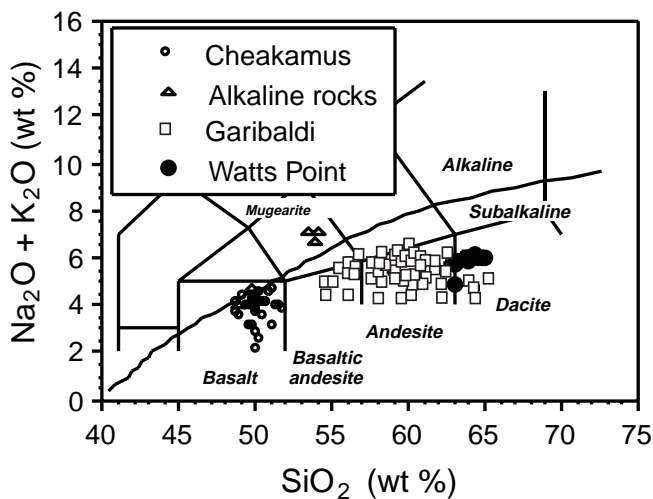 16
14
12
10
8
6
4
2
0
Na₂O + K₂O (wt %)
Cheakamus
Alkaline rocks
Garibaldi
Watts Point
Alkaline
Mugearite
Subalkaline
Dacite
Andesite
Basalt
Basaltic
andesite
40 45 50 55 60 65 70 75
SiO₂ (wt %)